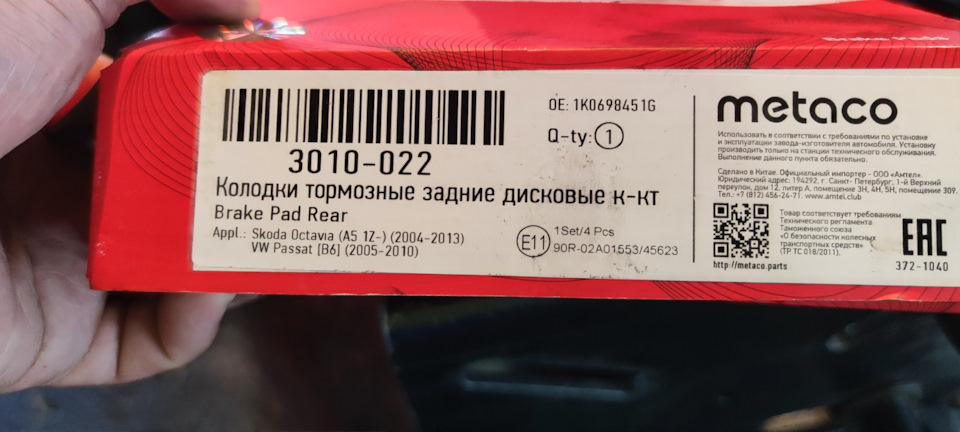 Brake Pads
OE: 1K0698451G
Q-ty: 1
3010-022
Колодки тормозные задние дисковые к-кт
Brake Pad Rear
Appl.: Skoda Octavia (A5 1Z-) (2004-2013)
VW Passat [B6] (2005-2010)
E11
1Set/4 Pcs
90R-02A01553/45623
metaco
Использовать в соответствии с требованиями по установке
и эксплуатации завода-изготовителя автомобиля. Установку
производить только на станции технического обслуживания.
Выполнение данного пункта обязательно.
Сделано в Китае. Официальный импортер - ООО «Амтел».
Юридический адрес: 194292, г. Санкт- Петербург, 1-й Верхний
переулок, дом 12, литер А, помещение 3Н, 4Н, 5Н, помещение 309.
Тел.: +7 (812) 456-24-71. www.amtel.club
Товар соответствует требованиям
Технического регламента
Таможенного союза
«О безопасности колесных
транспортных средств»
(ТР ТС 018/2011).
EAC
http://metaco.parts
372-1040